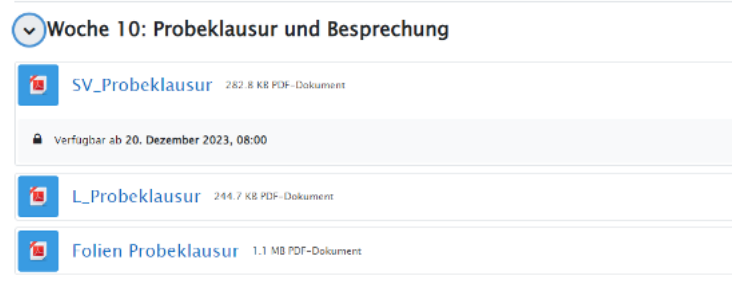 Woche 10: Probeklausur und Besprechung
SV_Probeklausur 282.8 KB PDF-Dokument
Verfügbar ab 20. Dezember 2023, 08:00
L_Probeklausur 244.7 KB PDF-Dokument
Folien Probeklausur 1.1 MB PDF-Dokument